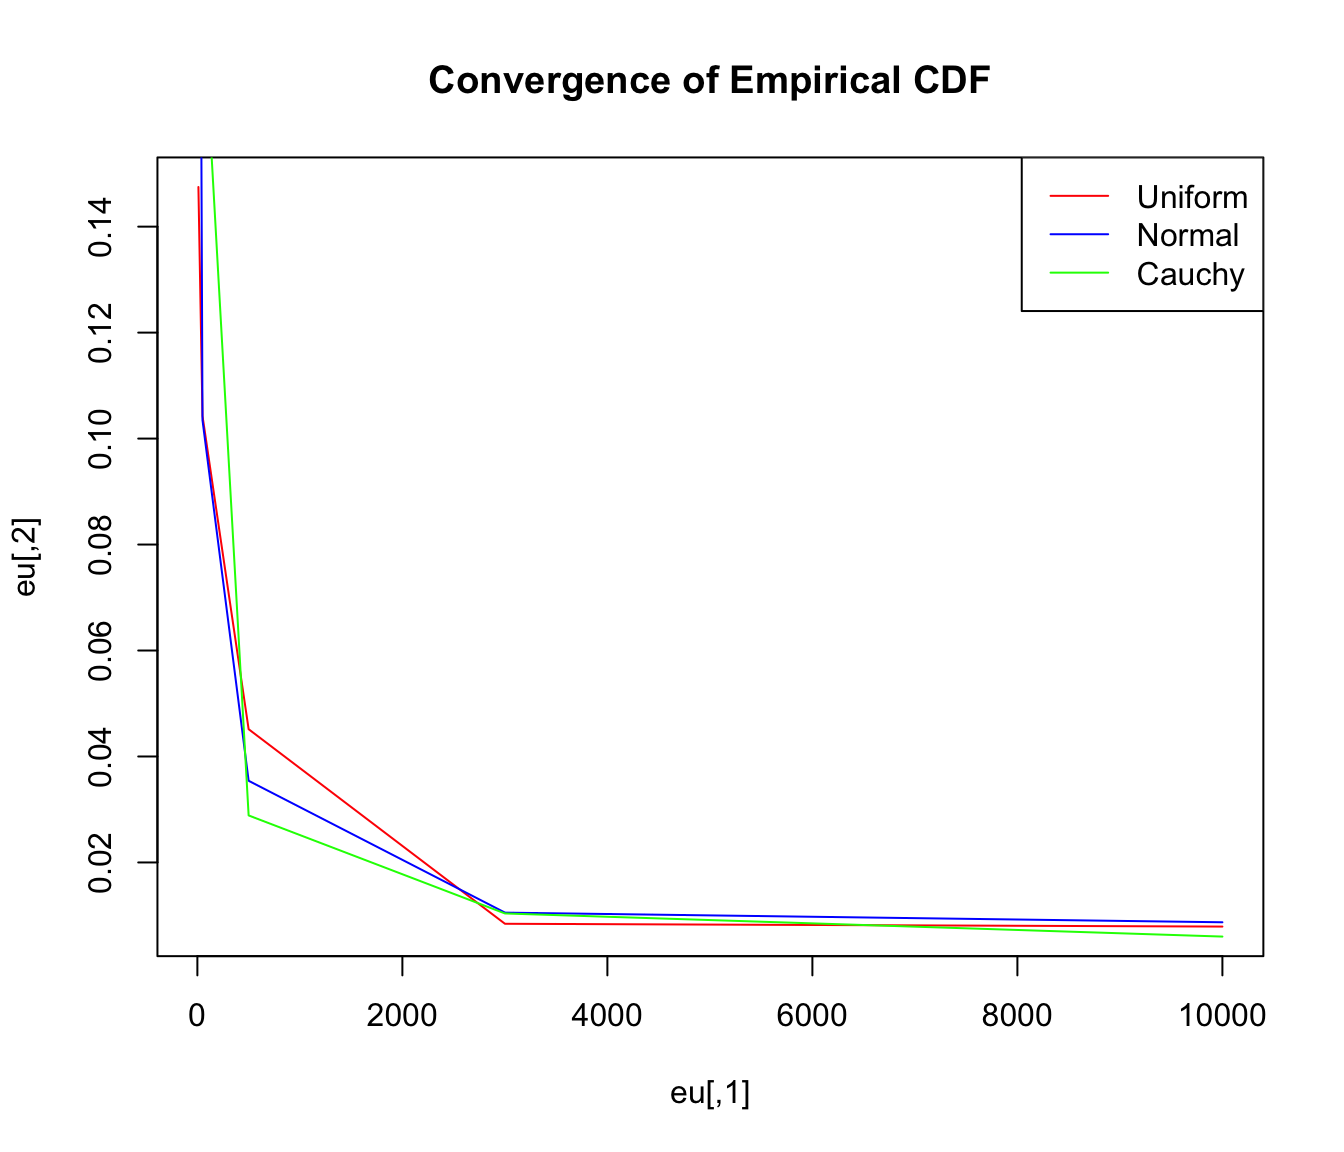 Convergence of Empirical CDF
Uniform
Normal
Cauchy
0.14
0.12
0.10
0.08
0.06
0.04
0.02
eu[,2]
0 2000 4000 6000 8000 10000
eu[,1]